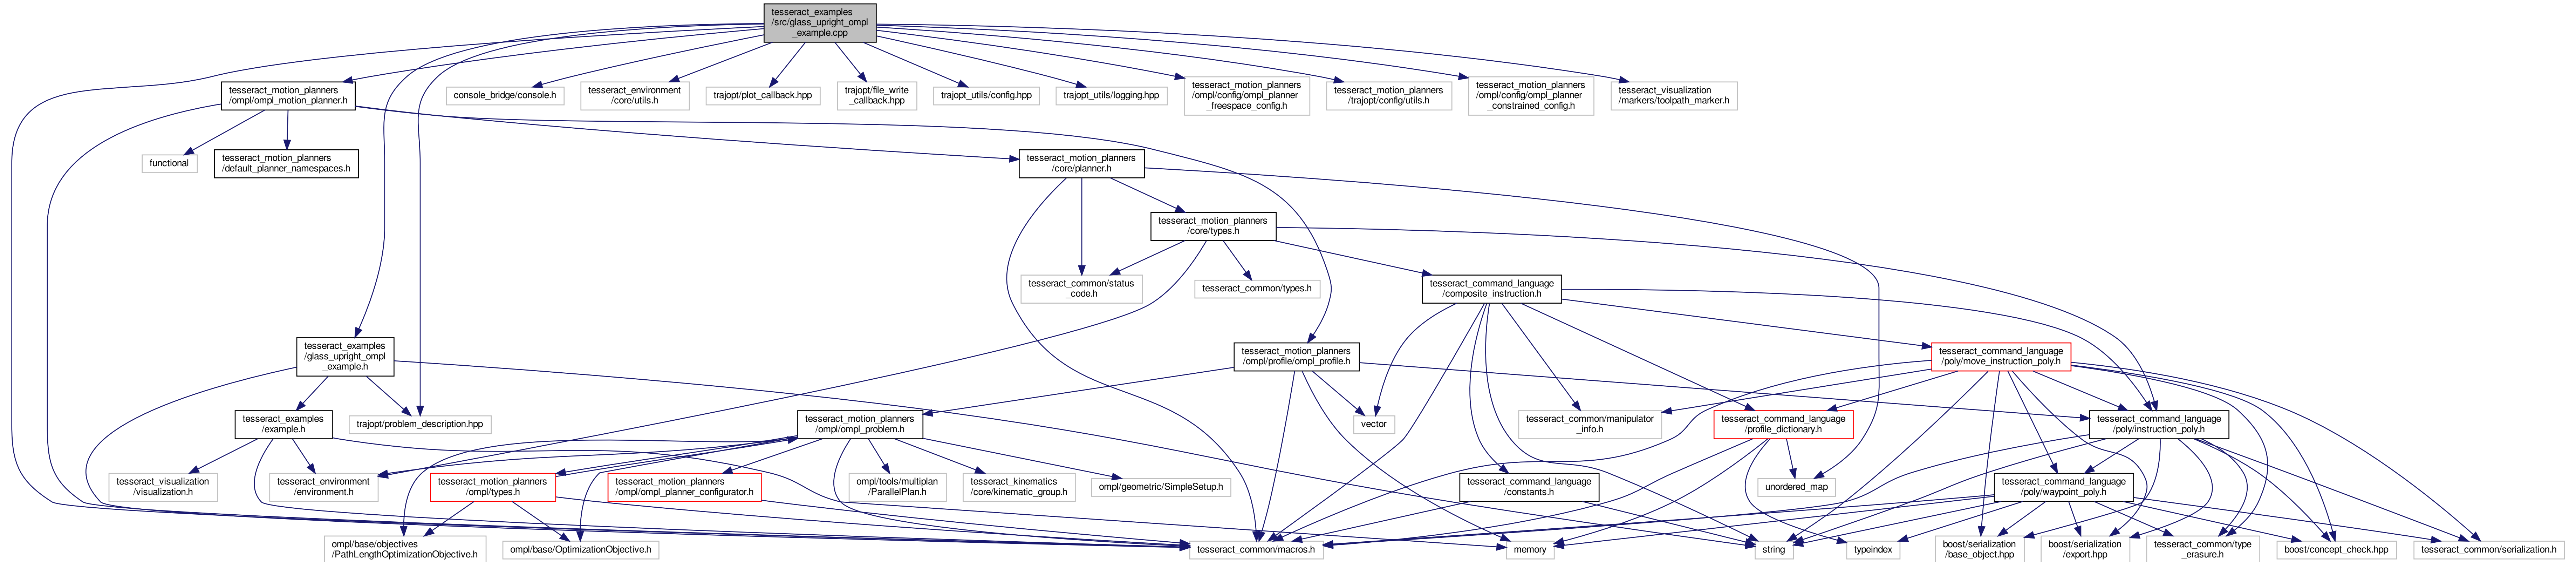 tesseract_examples
/src/glass_upright_ompl
_example.cpp
tesseract_motion_planners
/ompl/ompl_motion_planner.h
console_bridge/console.h
tesseract_environment
/core/utils.h
trajopt/plot_callback.hpp
trajopt/file_write
_callback.hpp
trajopt_utils/config.hpp
trajopt_utils/logging.hpp
tesseract_motion_planners
/ompl/config/ompl_planner
_freespace_config.h
tesseract_motion_planners
/trajopt/config/utils.h
tesseract_motion_planners
/ompl/config/ompl_planner
_constrained_config.h
tesseract_visualization
/markers/toolpath_marker.h
functional
tesseract_motion_planners
/default_planner_namespaces.h
tesseract_motion_planners
/core/planner.h
tesseract_motion_planners
/core/types.h
tesseract_common/status
_code.h
tesseract_common/types.h
tesseract_command_language
/composite_instruction.h
tesseract_examples
/glass_upright_ompl
_example.h
tesseract_motion_planners
/ompl/profile/ompl_profile.h
tesseract_command_language
/poly/move_instruction_poly.h
tesseract_examples
/example.h
trajopt/problem_description.hpp
tesseract_motion_planners
/ompl/ompl_problem.h
vector
tesseract_common/manipulator
_info.h
tesseract_command_language
/profile_dictionary.h
tesseract_command_language
/poly/instruction_poly.h
tesseract_visualization
/visualization.h
tesseract_environment
/environment.h
tesseract_motion_planners
/ompl/types.h
tesseract_motion_planners
/ompl/ompl_planner_configurator.h
ompl/tools/multiplan
/ParallelPlan.h
tesseract_kinematics
/core/kinematic_group.h
ompl/geometric/SimpleSetup.h
tesseract_command_language
/constants.h
unordered_map
tesseract_command_language
/poly/waypoint_poly.h
ompl/base/objectives
/PathLengthOptimizationObjective.h
ompl/base/OptimizationObjective.h
tesseract_common/macros.h
memory
string
typeindex
boost/serialization
/base_object.hpp
boost/serialization
/export.hpp
tesseract_common/type
_erasure.h
boost/concept_check.hpp
tesseract_common/serialization.h